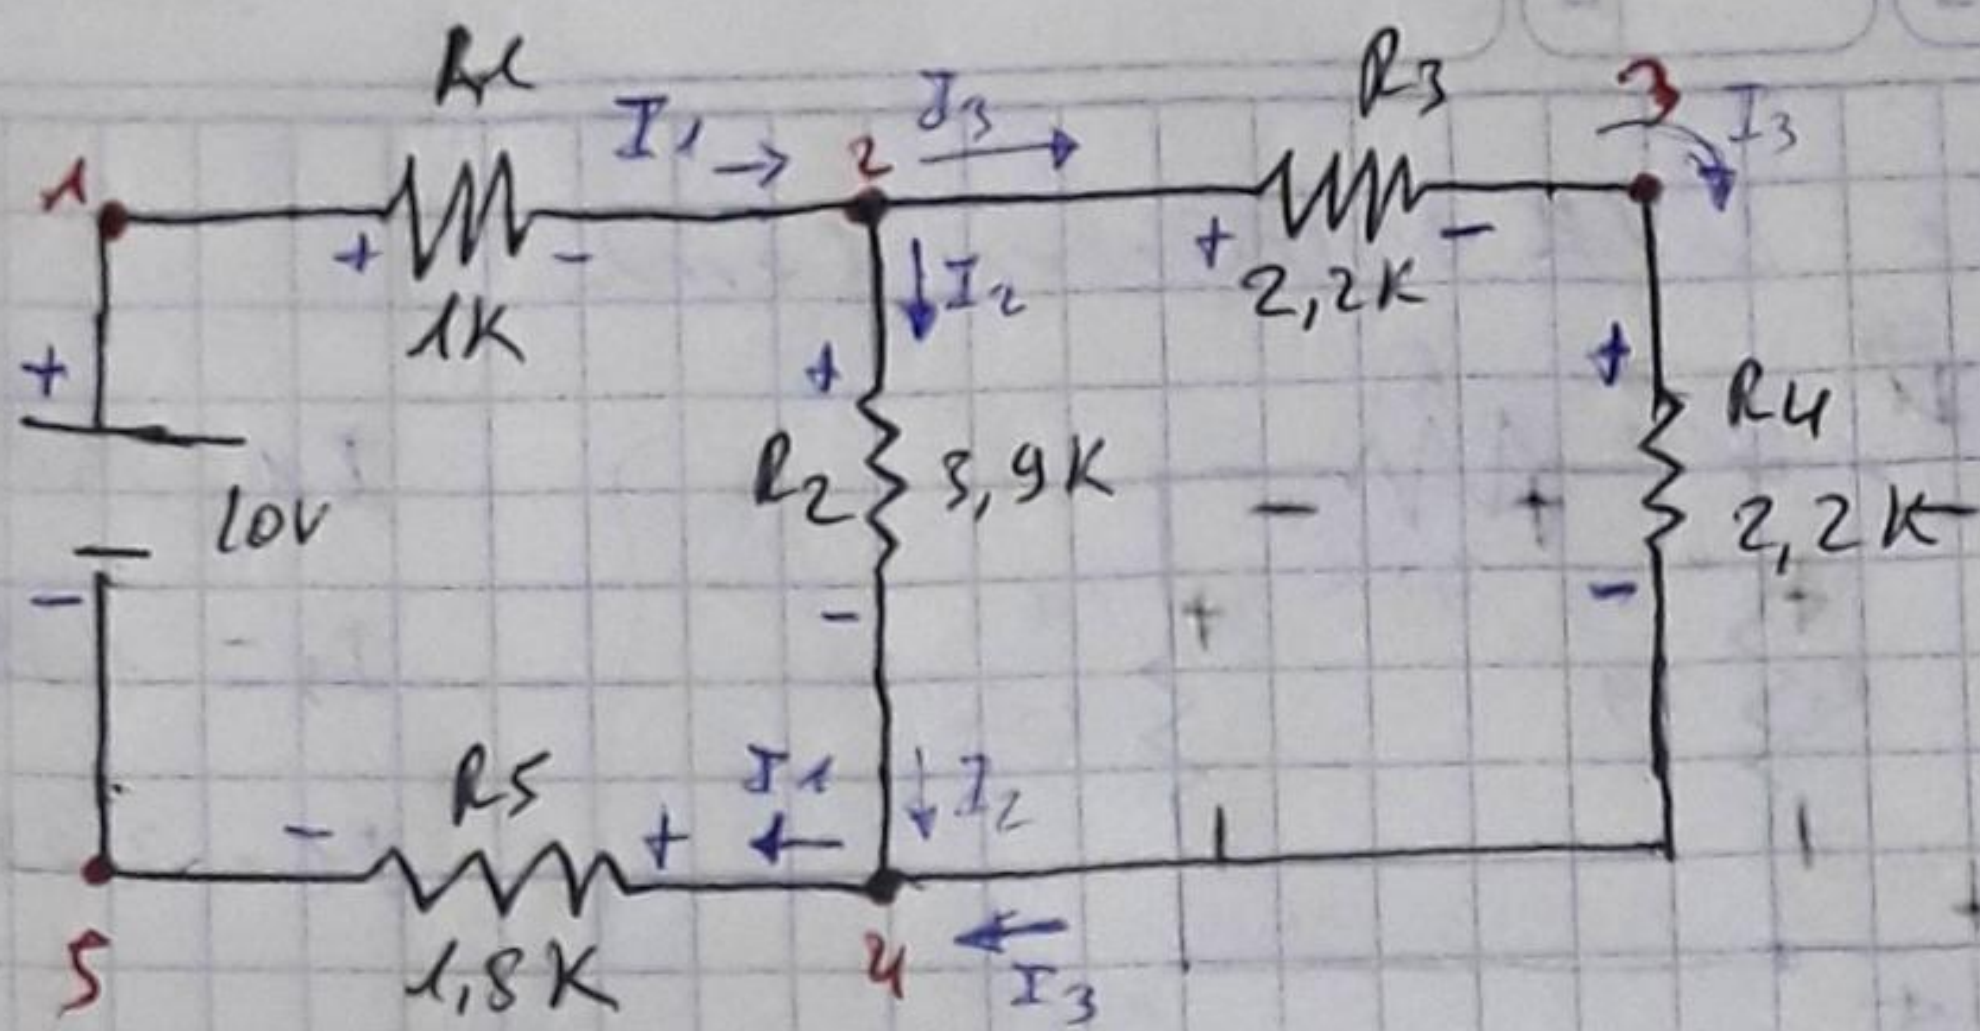 R1 R3 3
I1 I3 I3
1 2
+ - + -
1K I2 2,2K
+ + +
R4
10V R2 3,9K - + 2,2K
- - -
+ +
R5 I1 I2
- +
5 1,8K 4 I3